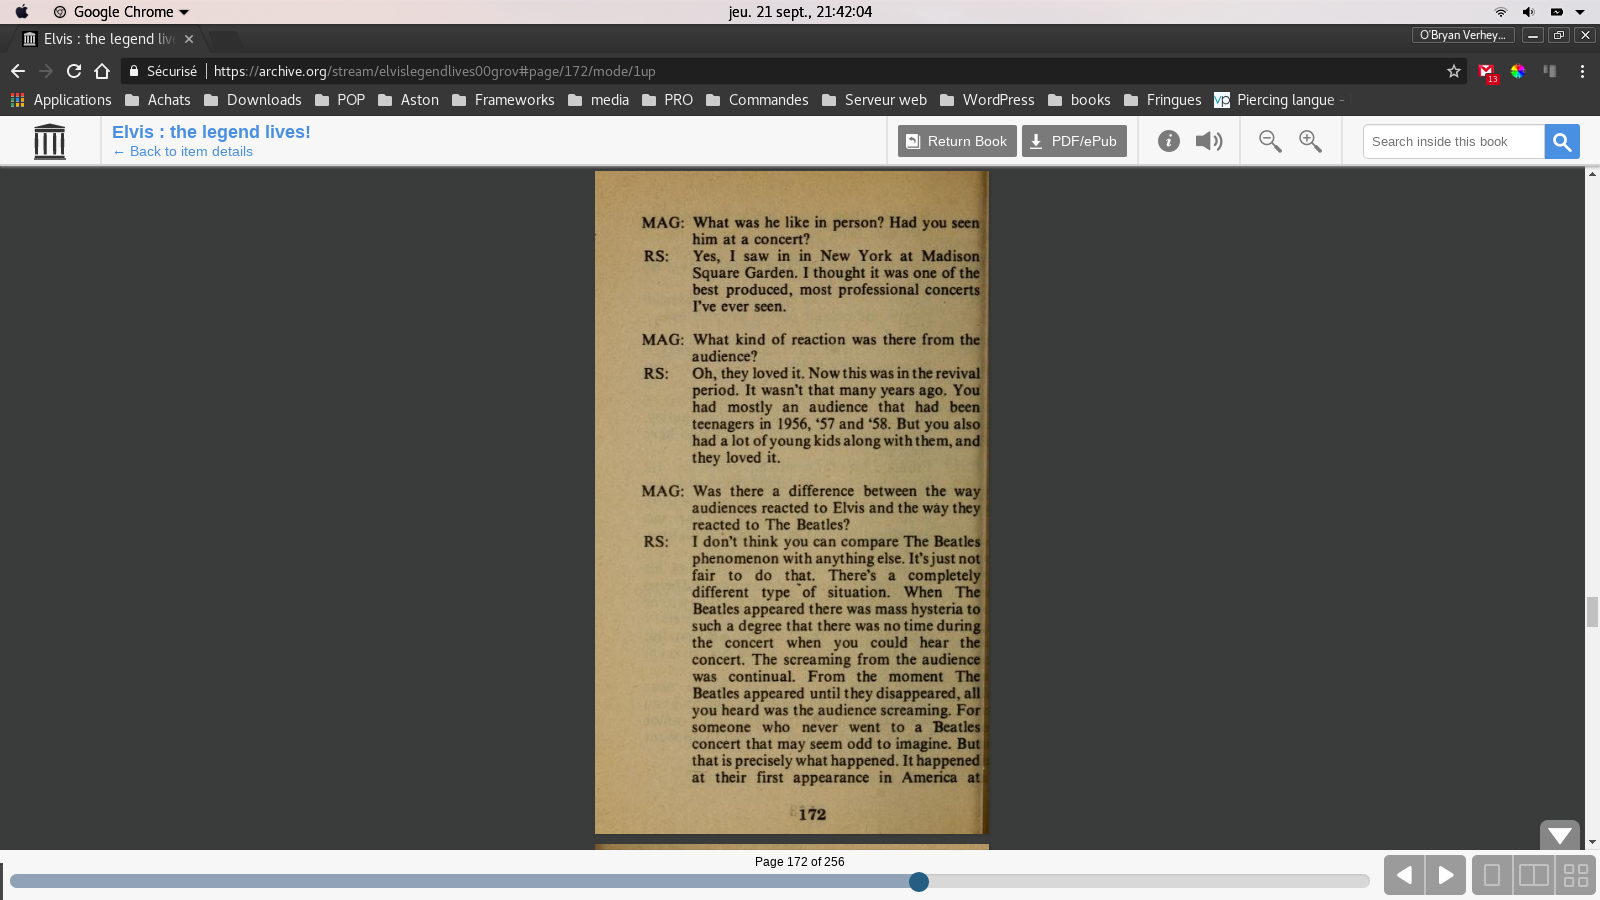 Google Chrome
jeu. 21 sept., 21:42:04
Elvis : the legend live
O'Bryan Verhey...
Sécurisé
https://archive.org/stream/elvislegendlives00grov#page/172/mode/1up
13
Applications Achats Downloads POP Aston Frameworks media PRO Commandes Serveur web WordPress books Fringues vp Piercing langue -
Elvis : the legend lives!
← Back to item details
Return Book
PDF/ePub
Search inside this book
MAG: What was he like in person? Had you seen
him at a concert?
RS: Yes, I saw in in New York at Madison
Square Garden. I thought it was one of the
best produced, most professional concerts
I've ever seen.
MAG: What kind of reaction was there from the
audience?
RS: Oh, they loved it. Now this was in the revival
period. It wasn't that many years ago. You
had mostly an audience that had been
teenagers in 1956, ‘57 and ‘58. But you also
had a lot of young kids along with them, and
they loved it.
MAG: Was there a difference between the way
audiences reacted to Elvis and the way they
reacted to The Beatles?
RS: I don't think you can compare The Beatles
phenomenon with anything else. It's just not
fair to do that. There's a completely
different type of situation. When The
Beatles appeared there was mass hysteria to
such a degree that there was no time during
the concert when you could hear the
concert. The screaming from the audience
was continual. From the moment The
Beatles appeared until they disappeared, all
you heard was the audience screaming. For
someone who never went to a Beatles
concert that may seem odd to imagine. But
that is precisely what happened. It happened
at their first appearance in America at
172
Page 172 of 256